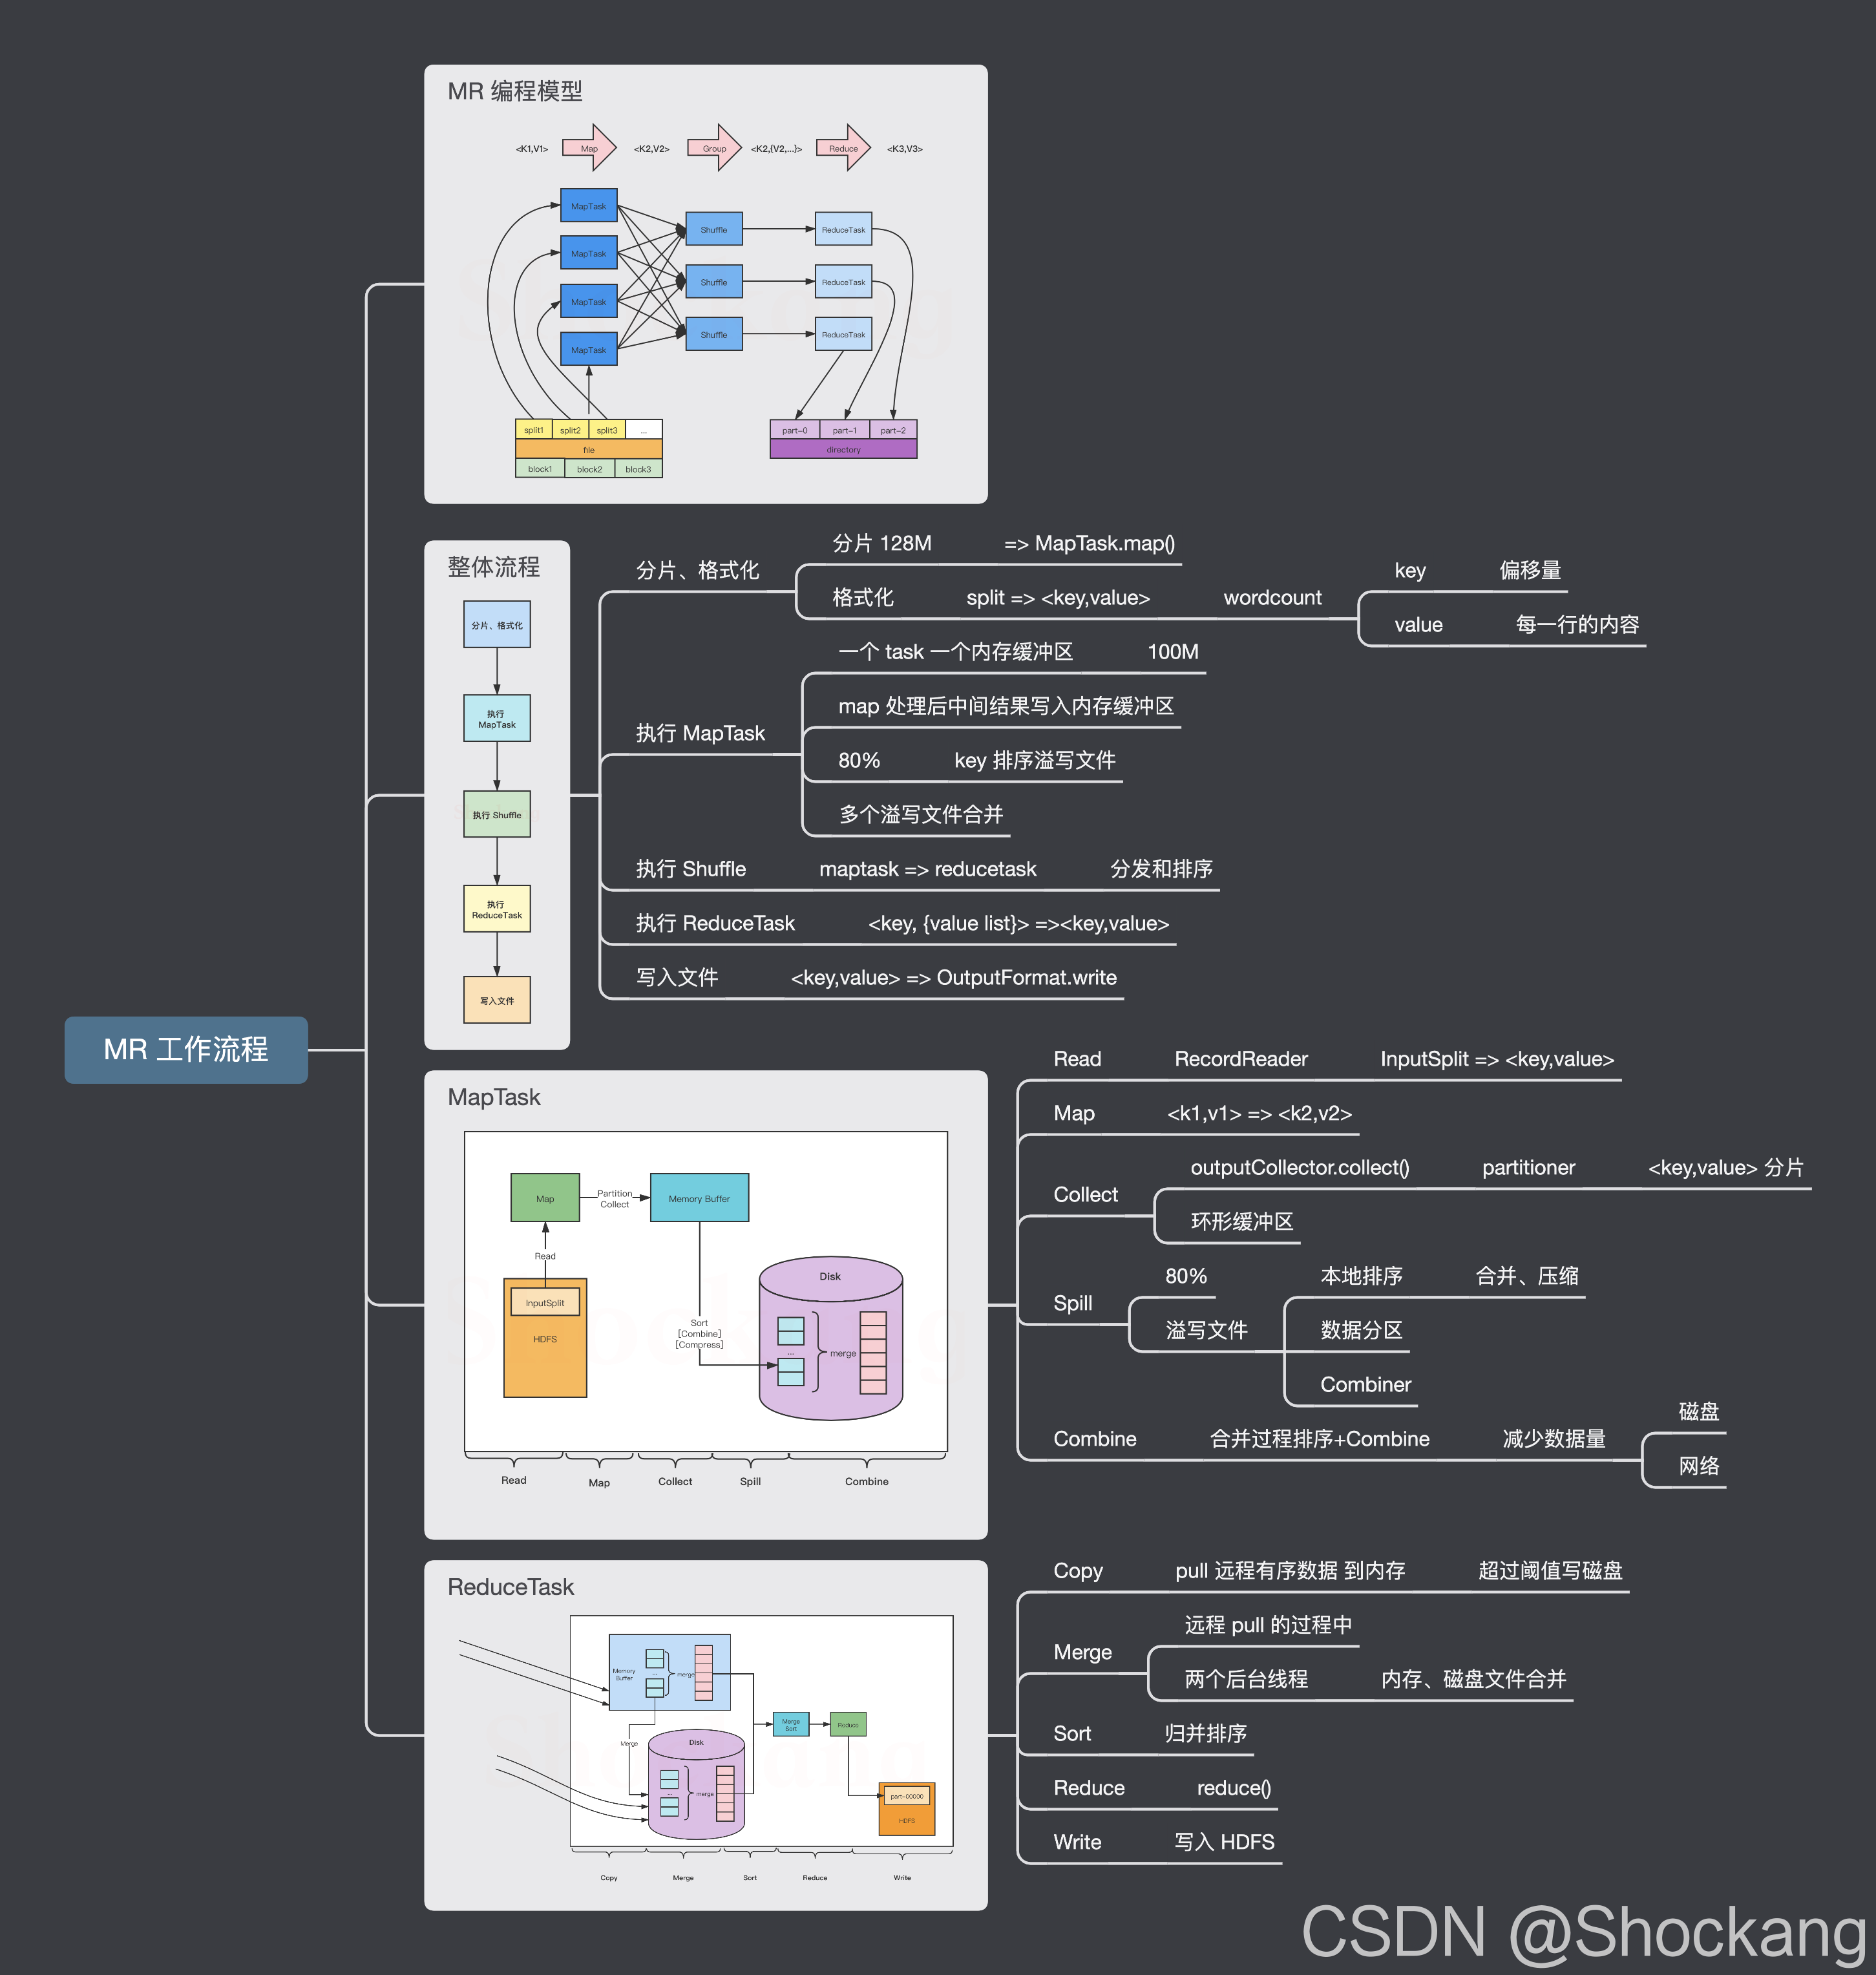 MR 编程模型
<K1,V1> Map <K2,V2> Group <K2,{V2,...}> Reduce <K3,V3>
MapTask
MapTask
MapTask
MapTask
Shuffle
Shuffle
Shuffle
ReduceTask
ReduceTask
ReduceTask
split1 split2 split3 ...
file
block1 block2 block3
part-0 part-1 part-2
directory
整体流程
分片、格式化
执行
MapTask
执行 Shuffle
执行
ReduceTask
写入文件
分片、格式化
分片 128M => MapTask.map()
格式化 split => <key,value> wordcount
key 偏移量
value 每一行的内容
执行 MapTask
一个 task 一个内存缓冲区 100M
map 处理后中间结果写入内存缓冲区
80% key 排序溢写文件
多个溢写文件合并
执行 Shuffle maptask => reducetask 分发和排序
执行 ReduceTask <key, {value list}> =><key,value>
写入文件 <key,value> => OutputFormat.write
MR 工作流程
MapTask
Map
Partition
Collect
Memory Buffer
Read
InputSplit
HDFS
Sort
[Combine]
[Compress]
Disk
...
merge
Read Map Collect Spill Combine
Read RecordReader InputSplit => <key,value>
Map <k1,v1> => <k2,v2>
Collect
outputCollector.collect() partitioner <key,value> 分片
环形缓冲区
Spill
80%
溢写文件
本地排序 合并、压缩
数据分区
Combiner
Combine 合并过程排序+Combine 减少数据量
磁盘
网络
ReduceTask
Memory
Buffer
...
merge
Merge
Disk
...
merge
Merge
Sort
Reduce
part-00000
HDFS
Copy Merge Sort Reduce Write
Copy pull 远程有序数据 到内存 超过阈值写磁盘
Merge
远程 pull 的过程中
两个后台线程 内存、磁盘文件合并
Sort 归并排序
Reduce reduce()
Write 写入 HDFS
CSDN @Shockang